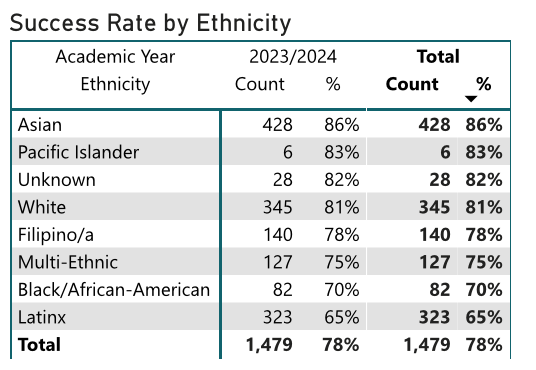 Success Rate by Ethnicity
Academic Year 2023/2024 Total
Ethnicity Count % Count %
Asian 428 86% 428 86%
Pacific Islander 6 83% 6 83%
Unknown 28 82% 28 82%
White 345 81% 345 81%
Filipino/a 140 78% 140 78%
Multi-Ethnic 127 75% 127 75%
Black/African-American 82 70% 82 70%
Latinx 323 65% 323 65%
Total 1,479 78% 1,479 78%